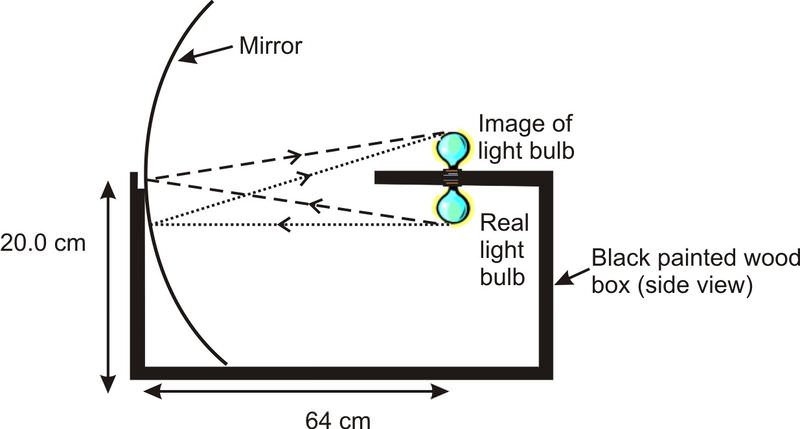 Mirror
Image of
light bulb
20.0 cm
Real
light
bulb
Black painted wood
box (side view)
64 cm